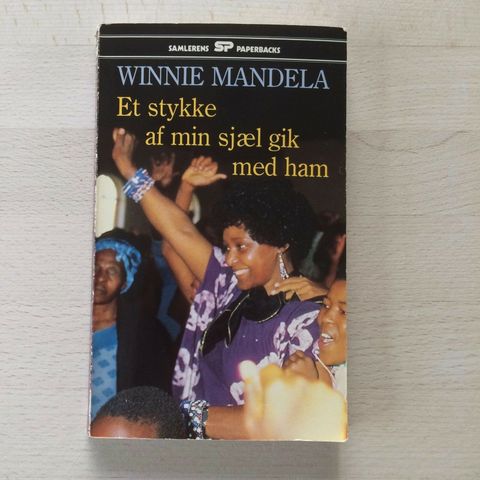 SAMLERENS SP PAPERBACKS
WINNIE MANDELA
Et stykke
af min sjæl gik
med ham